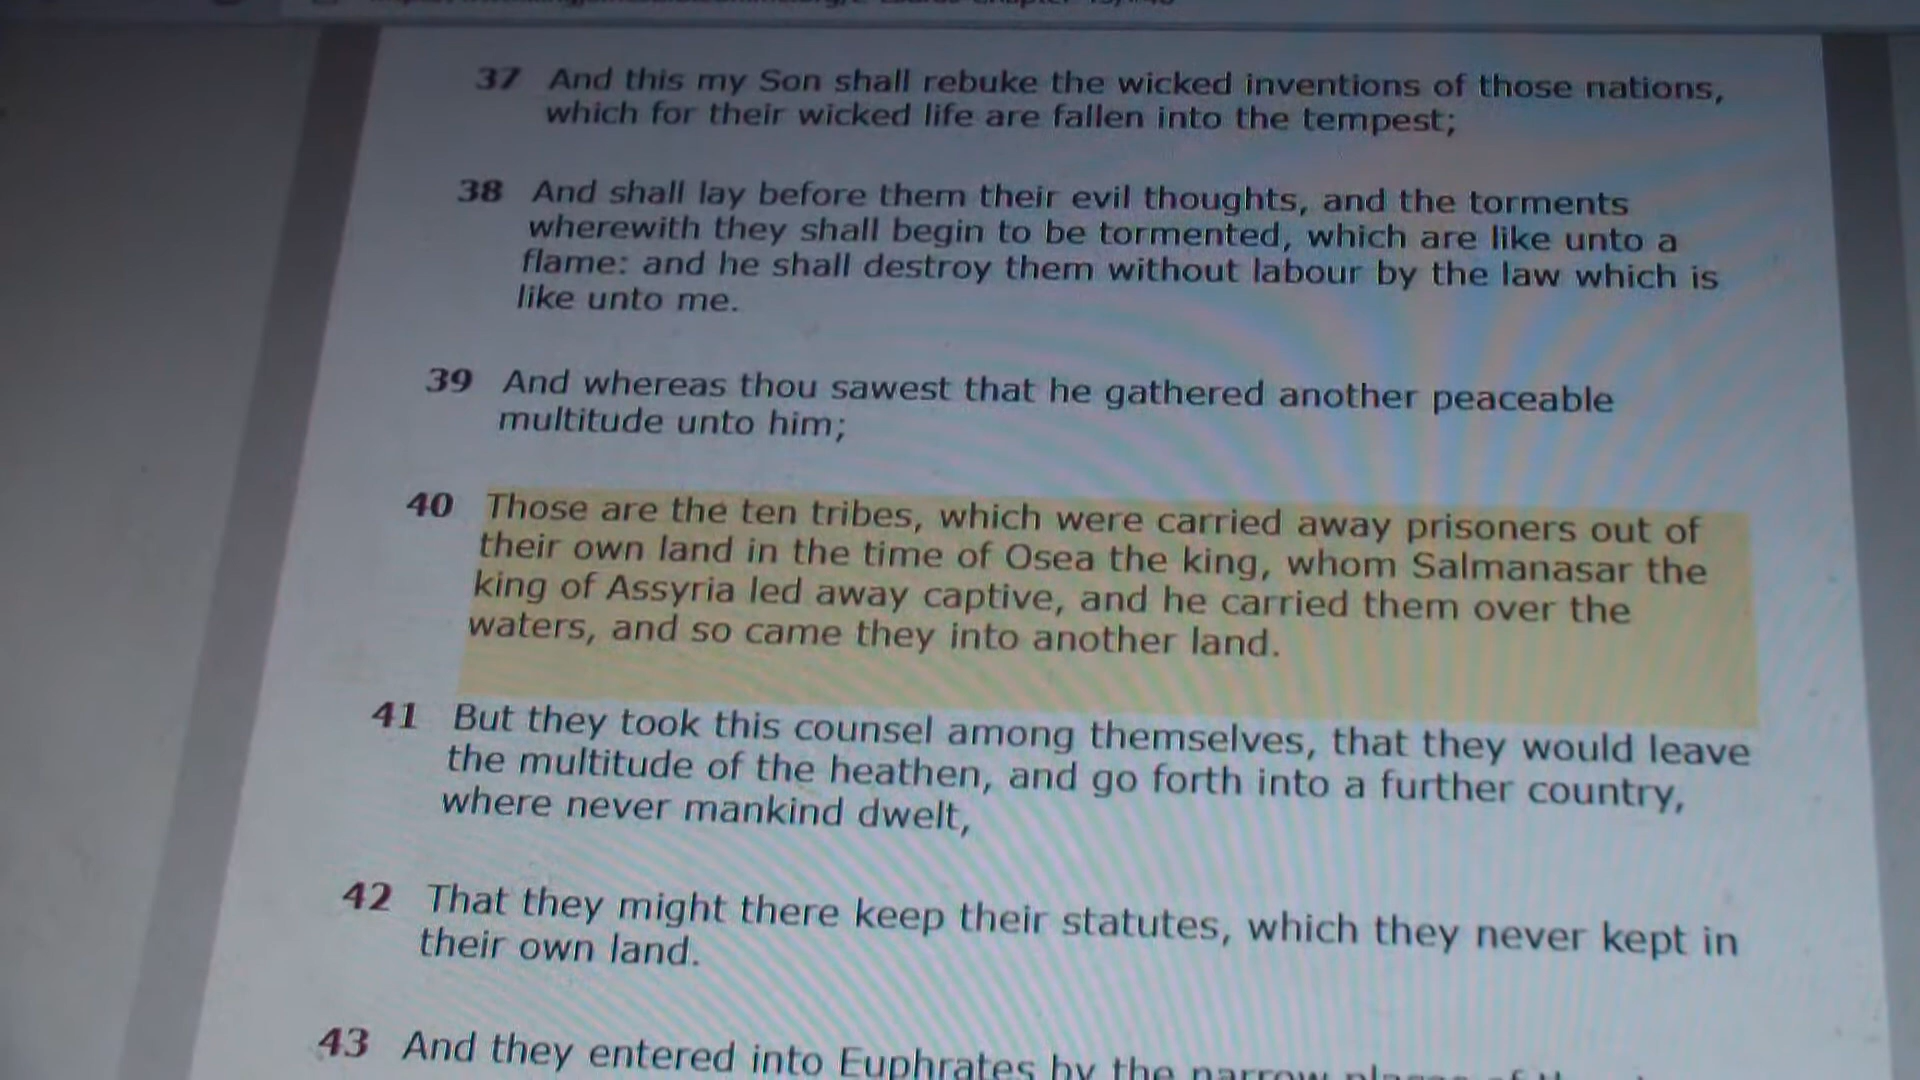 37 And this my Son shall rebuke the wicked inventions of those nations,
which for their wicked life are fallen into the tempest;
38 And shall lay before them their evil thoughts, and the torments
wherewith they shall begin to be tormented, which are like unto a
flame: and he shall destroy them without labour by the law which is
like unto me.
39 And whereas thou sawest that he gathered another peaceable
multitude unto him;
40 Those are the ten tribes, which were carried away prisoners out of
their own land in the time of Osea the king, whom Salmanasar the
king of Assyria led away captive, and he carried them over the
waters, and so came they into another land.
41 But they took this counsel among themselves, that they would leave
the multitude of the heathen, and go forth into a further country,
where never mankind dwelt,
42 That they might there keep their statutes, which they never kept in
their own land.
43 And they entered into Euphrates by the narrow places of